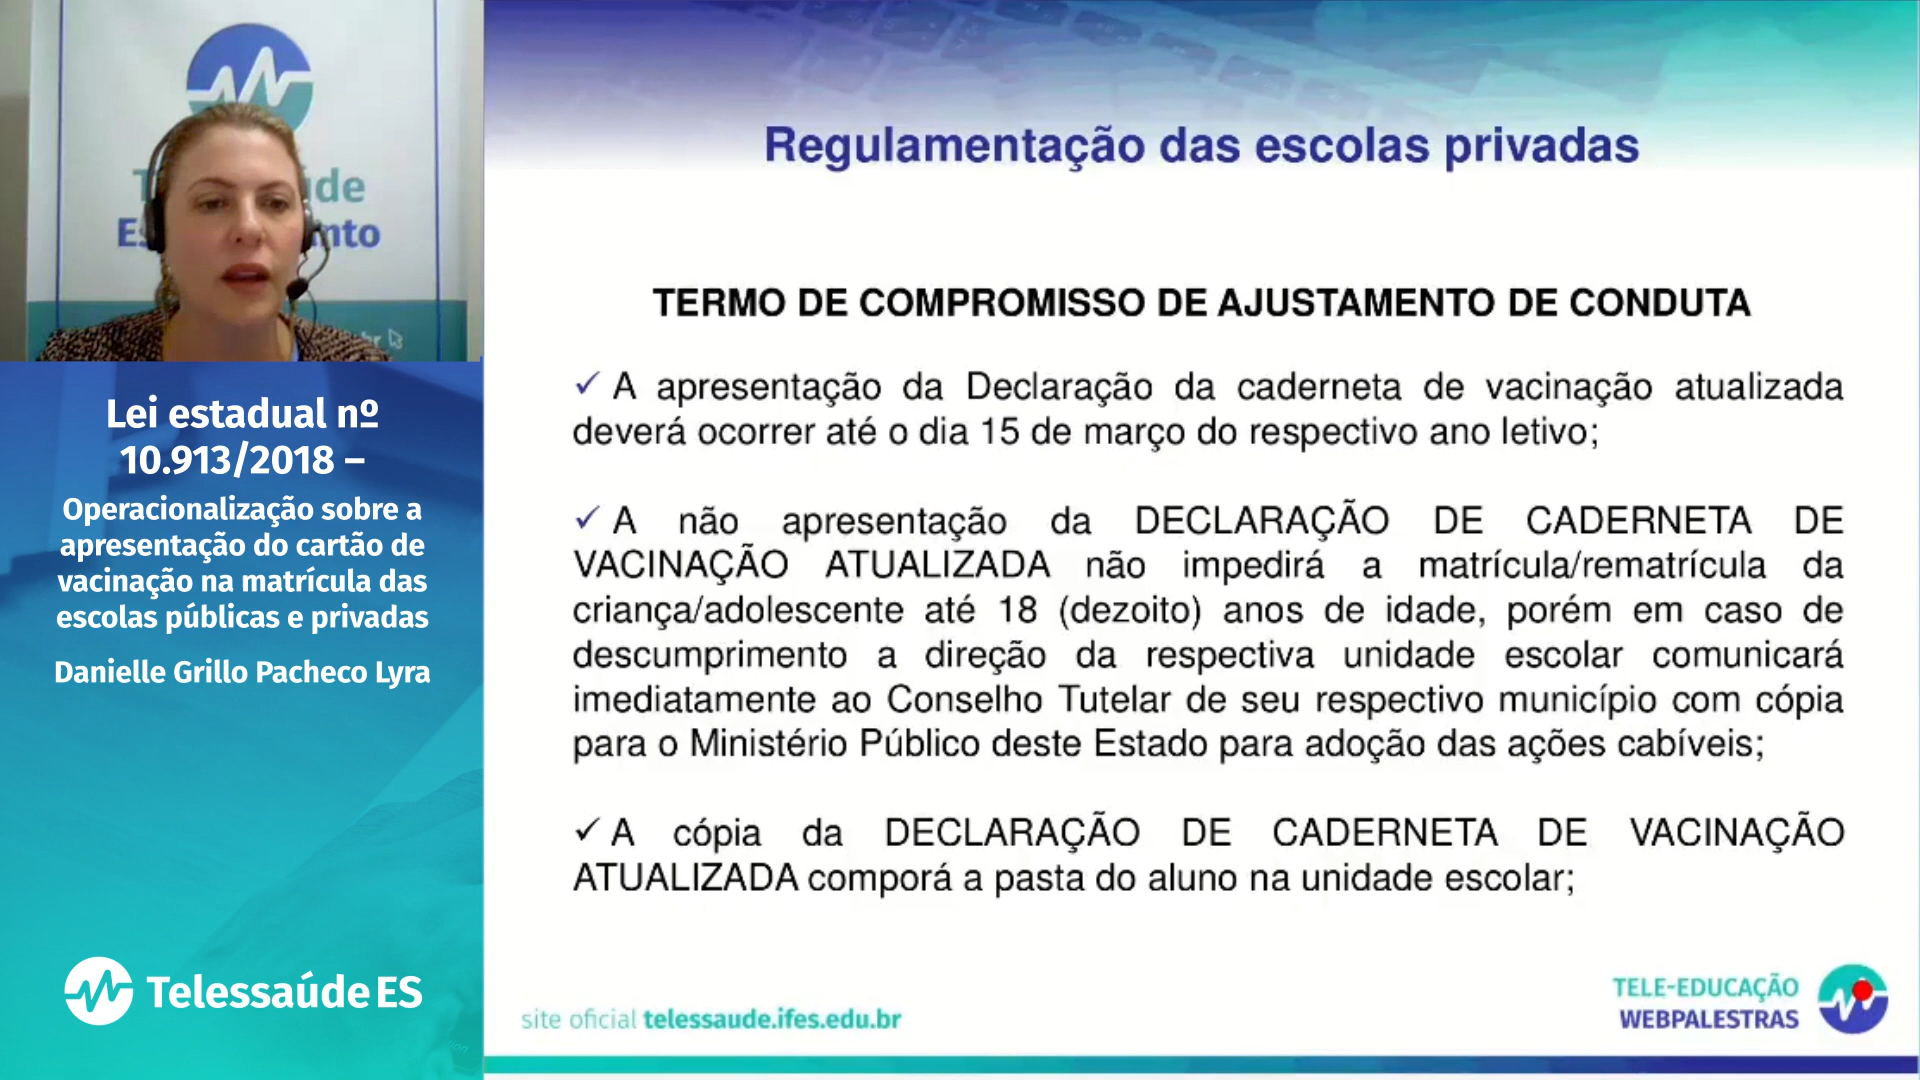 Regulamentação das escolas privadas
TERMO DE COMPROMISSO DE AJUSTAMENTO DE CONDUTA
✓ A apresentação da Declaração da caderneta de vacinação atualizada
deverá ocorrer até o dia 15 de março do respectivo ano letivo;
✓ A não apresentação da DECLARAÇÃO DE CADERNETA DE
VACINAÇÃO ATUALIZADA não impedirá a matrícula/rematrícula da
criança/adolescente até 18 (dezoito) anos de idade, porém em caso de
descumprimento a direção da respectiva unidade escolar comunicará
imediatamente ao Conselho Tutelar de seu respectivo município com cópia
para o Ministério Público deste Estado para adoção das ações cabíveis;
✓ A cópia da DECLARAÇÃO DE CADERNETA DE VACINAÇÃO
ATUALIZADA comporá a pasta do aluno na unidade escolar;
Lei estadual nº
10.913/2018 –
Operacionalização sobre a
apresentação do cartão de
vacinação na matrícula das
escolas públicas e privadas
Danielle Grillo Pacheco Lyra
TelessaúdeES
site oficial telessaude.ifes.edu.br
TELE-EDUCAÇÃO
WEBPALESTRAS